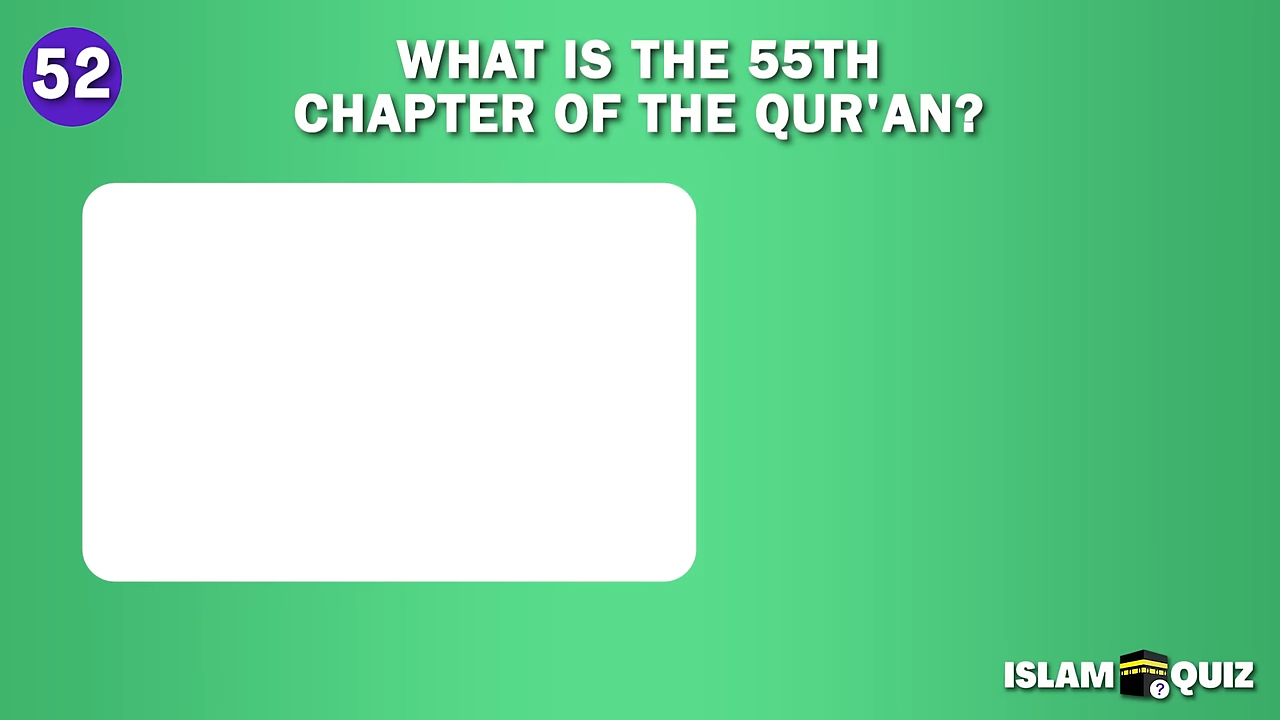 52
WHAT IS THE 55TH
CHAPTER OF THE QUR'AN?
ISLAM ? QUIZ